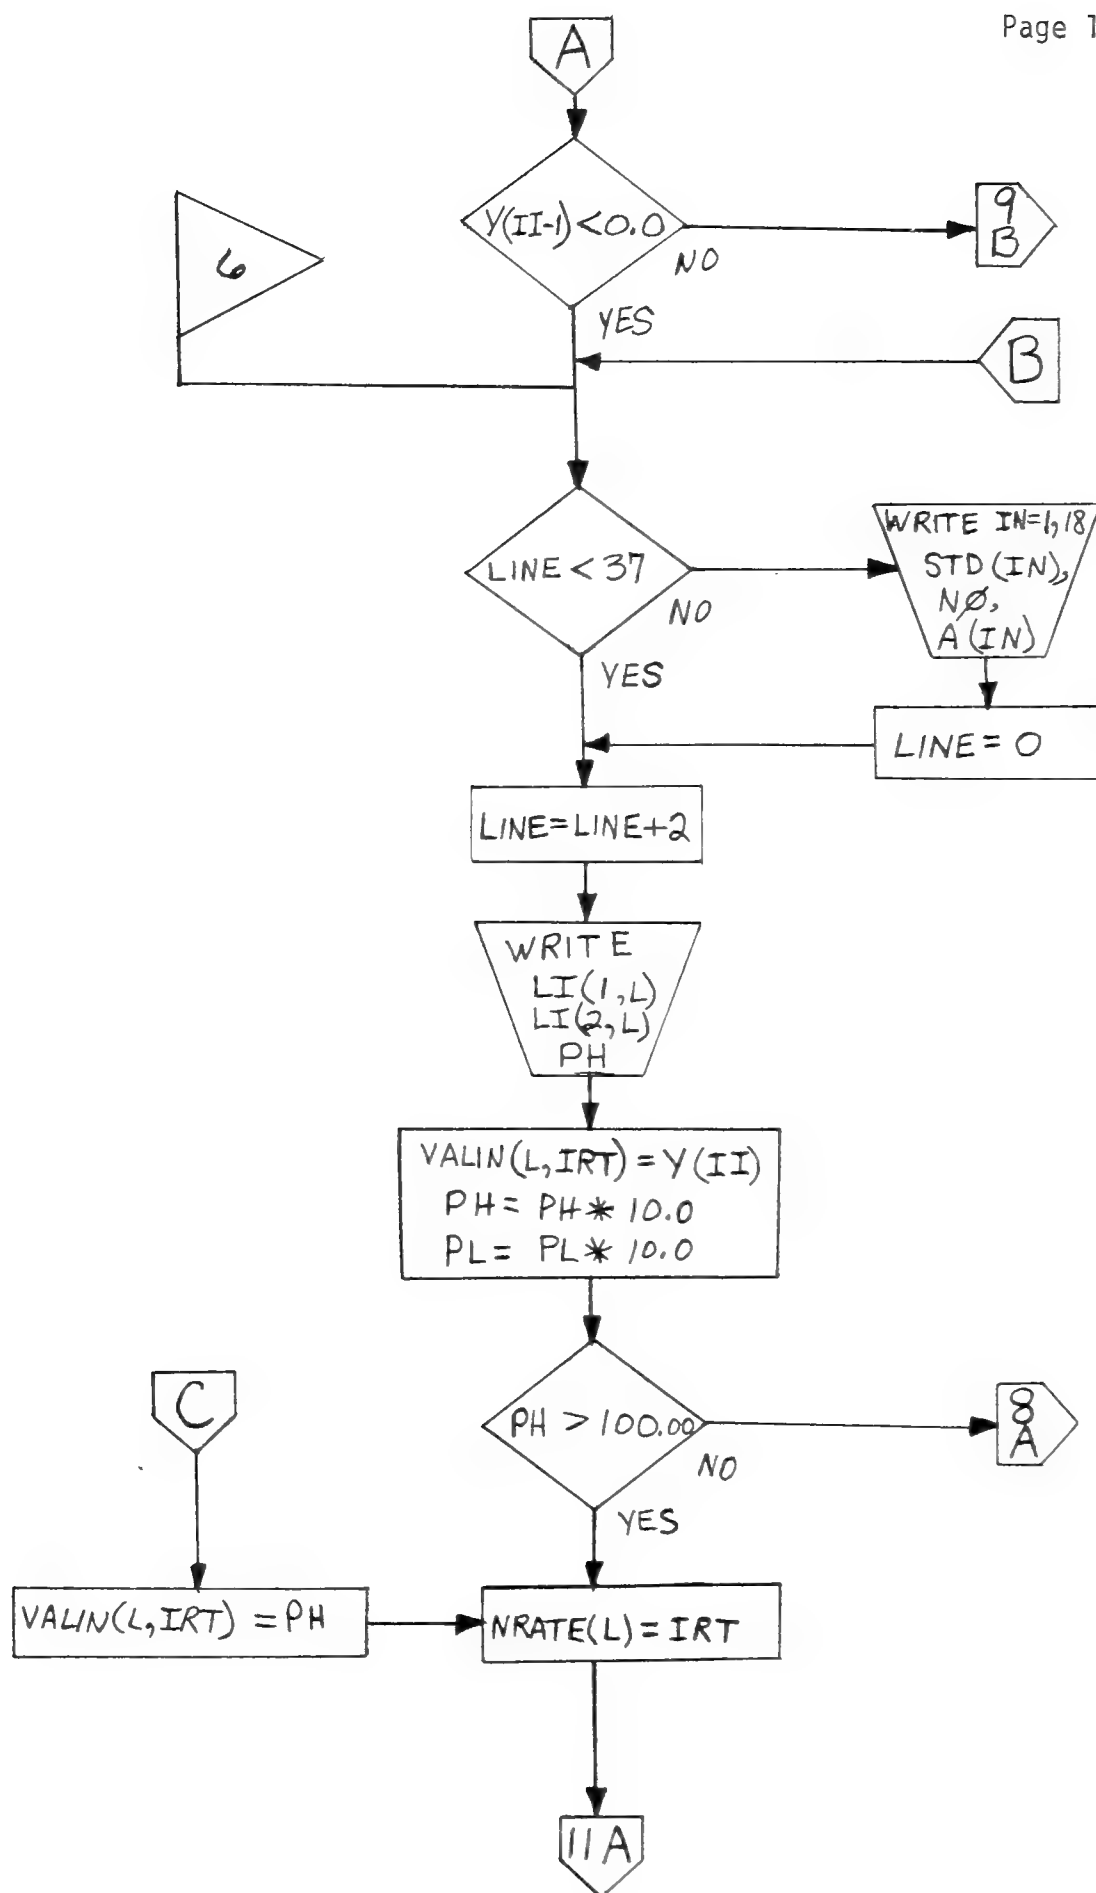 Page 1
A
Y(II-1)<0.0
NO
9
B
6
YES
B
LINE<37
NO
WRITE IN=1,18
STD(IN),
NØ,
A(IN)
YES
LINE=0
LINE=LINE+2
WRITE
LI(1,L)
LI(2,L)
PH
VALIN(L,IRT)=Y(II)
PH=PH*10.0
PL=PL*10.0
C
PH>100.00
NO
8
A
YES
VALIN(L,IRT)=PH
NRATE(L)=IRT
11A